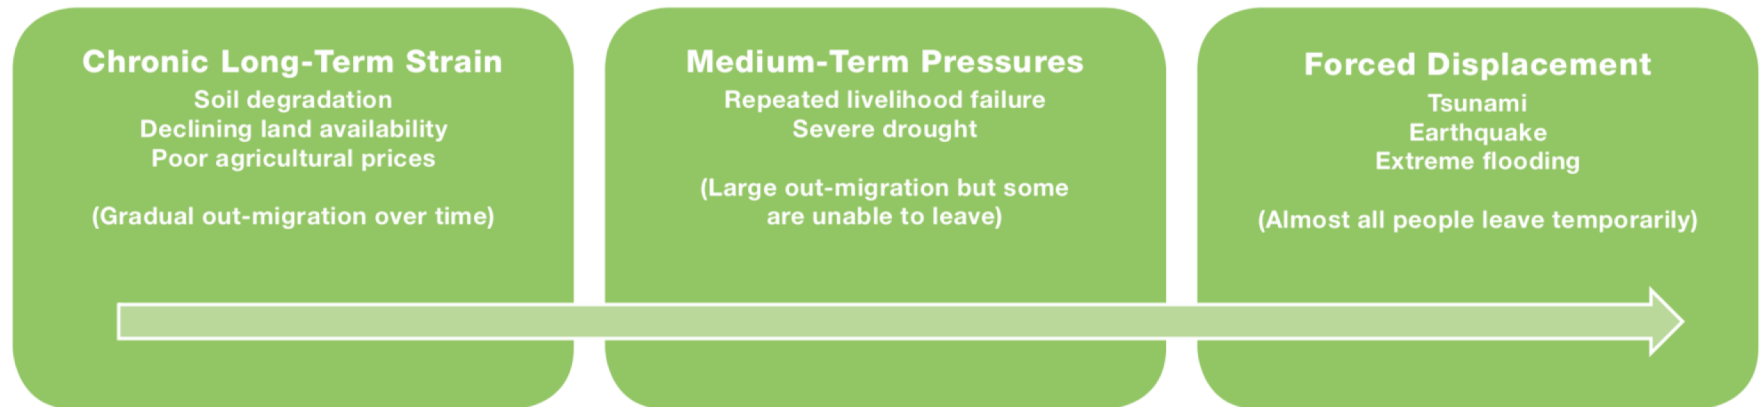 Chronic Long-Term Strain
Soil degradation
Declining land availability
Poor agricultural prices
(Gradual out-migration over time)
Medium-Term Pressures
Repeated livelihood failure
Severe drought
(Large out-migration but some
are unable to leave)
Forced Displacement
Tsunami
Earthquake
Extreme flooding
(Almost all people leave temporarily)